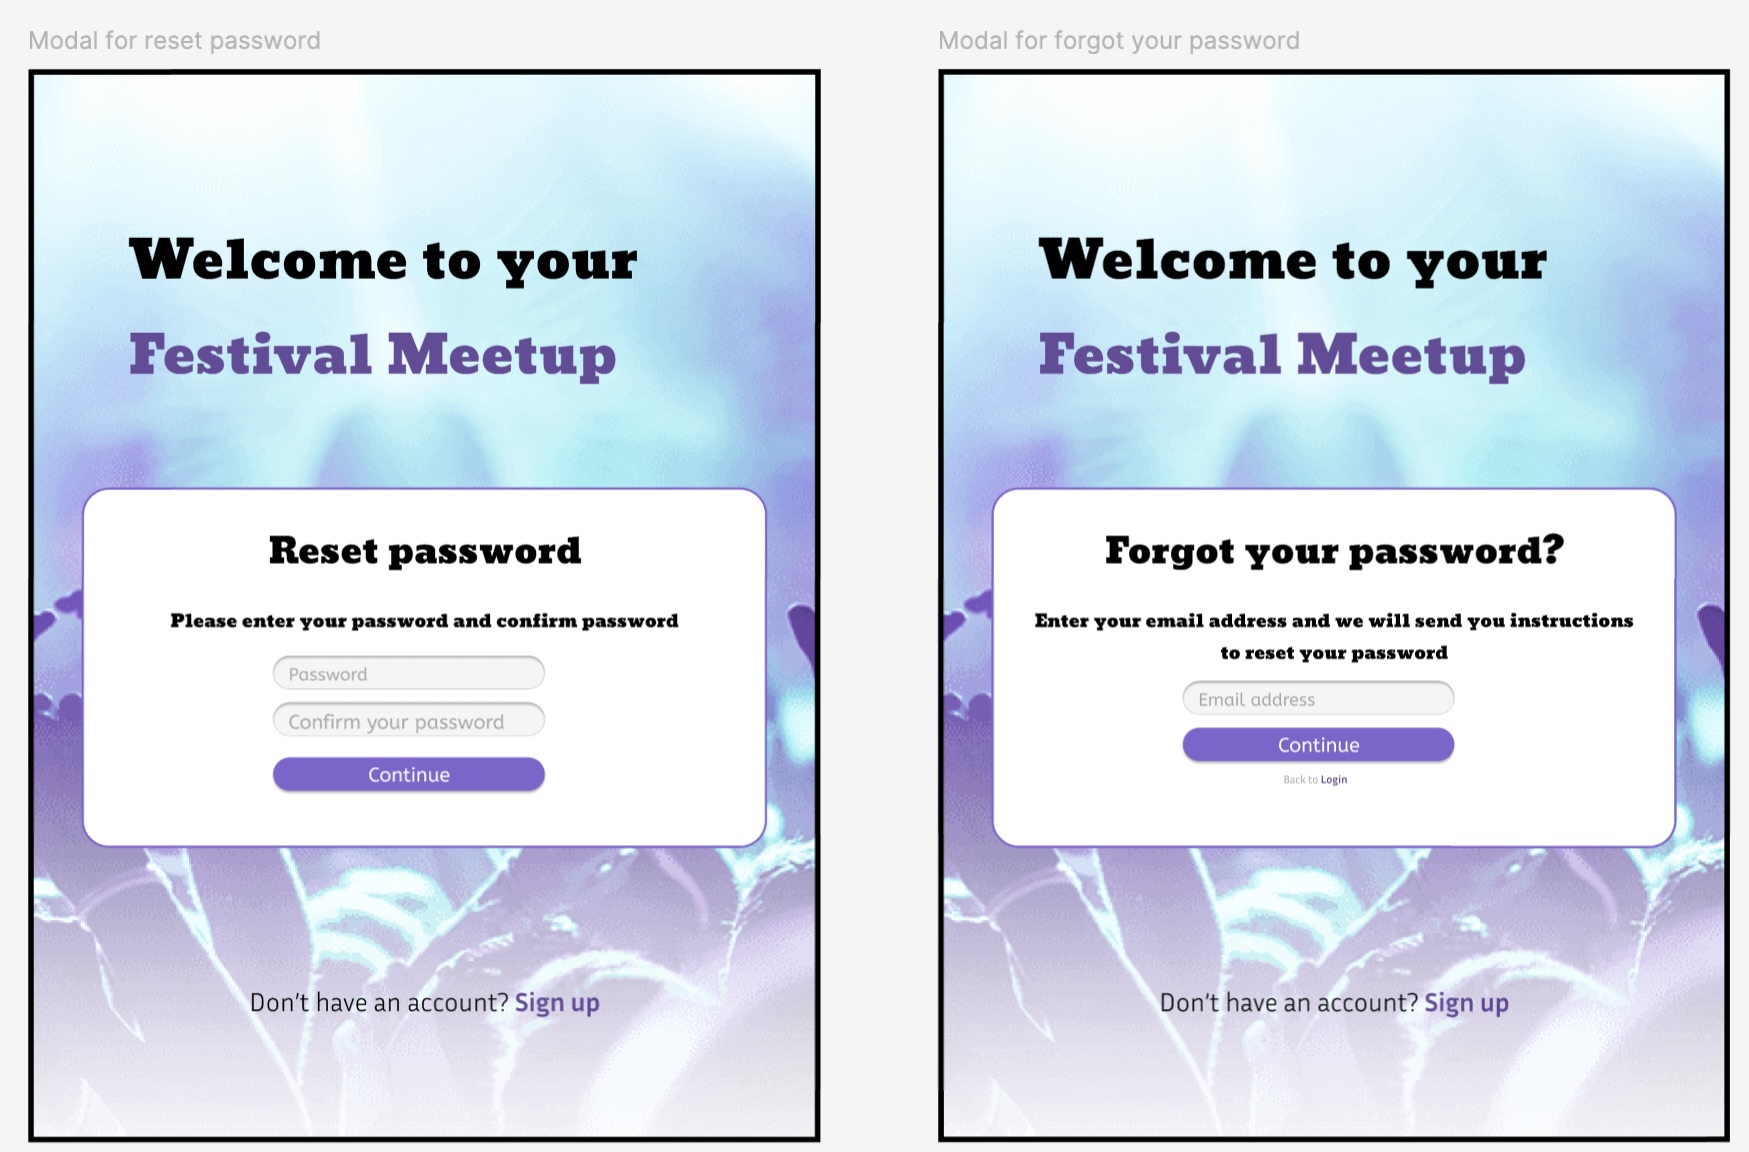 Modal for reset password
Welcome to your
Festival Meetup
Reset password
Please enter your password and confirm password
Password
Confirm your password
Continue
Don't have an account? Sign up
Modal for forgot your password
Welcome to your
Festival Meetup
Forgot your password?
Enter your email address and we will send you instructions
to reset your password
Email address
Continue
Back to Login
Don't have an account? Sign up